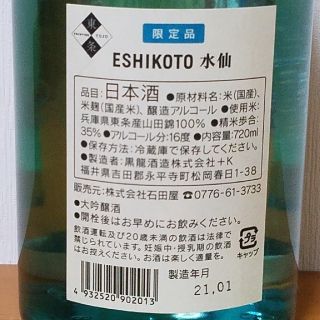 東条
限定品
ESHIKOTO 水仙
品目:日本酒 ●原材料名:米(国産)、
米麹(国産米)、醸造アルコール ●使用米:
兵庫県東条産山田錦100% ●精米歩合:
35% ●アルコール分:16度 ●内容量:720ml
●保存方法:冷蔵庫で保存してください。
●製造者:黒龍酒造株式会社+K
福井県吉田郡永平寺町松岡春日1-38
販売元:株式会社石田屋 ☎0776-61-3733
●大吟醸酒
●開栓後はお早めにお飲みください。
飲酒運転及び20歳未満の飲酒は法律で
禁じられています。妊娠中・授乳期の飲酒
はお控えください。お酒は楽しく適量を。
製造年月
21.01
4932520902013
プラ
キャップ